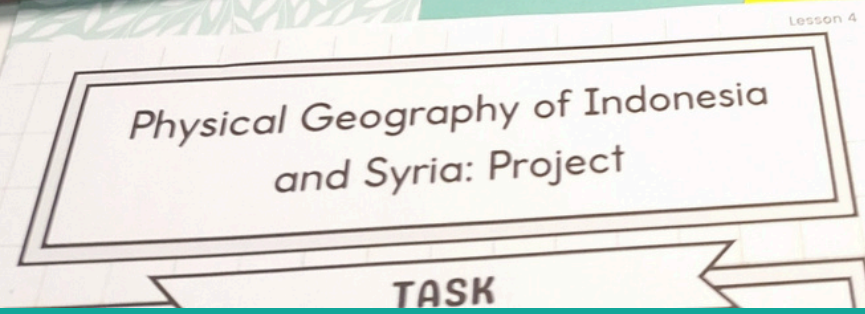 Lesson 4
Physical Geography of Indonesia
and Syria: Project
TASK